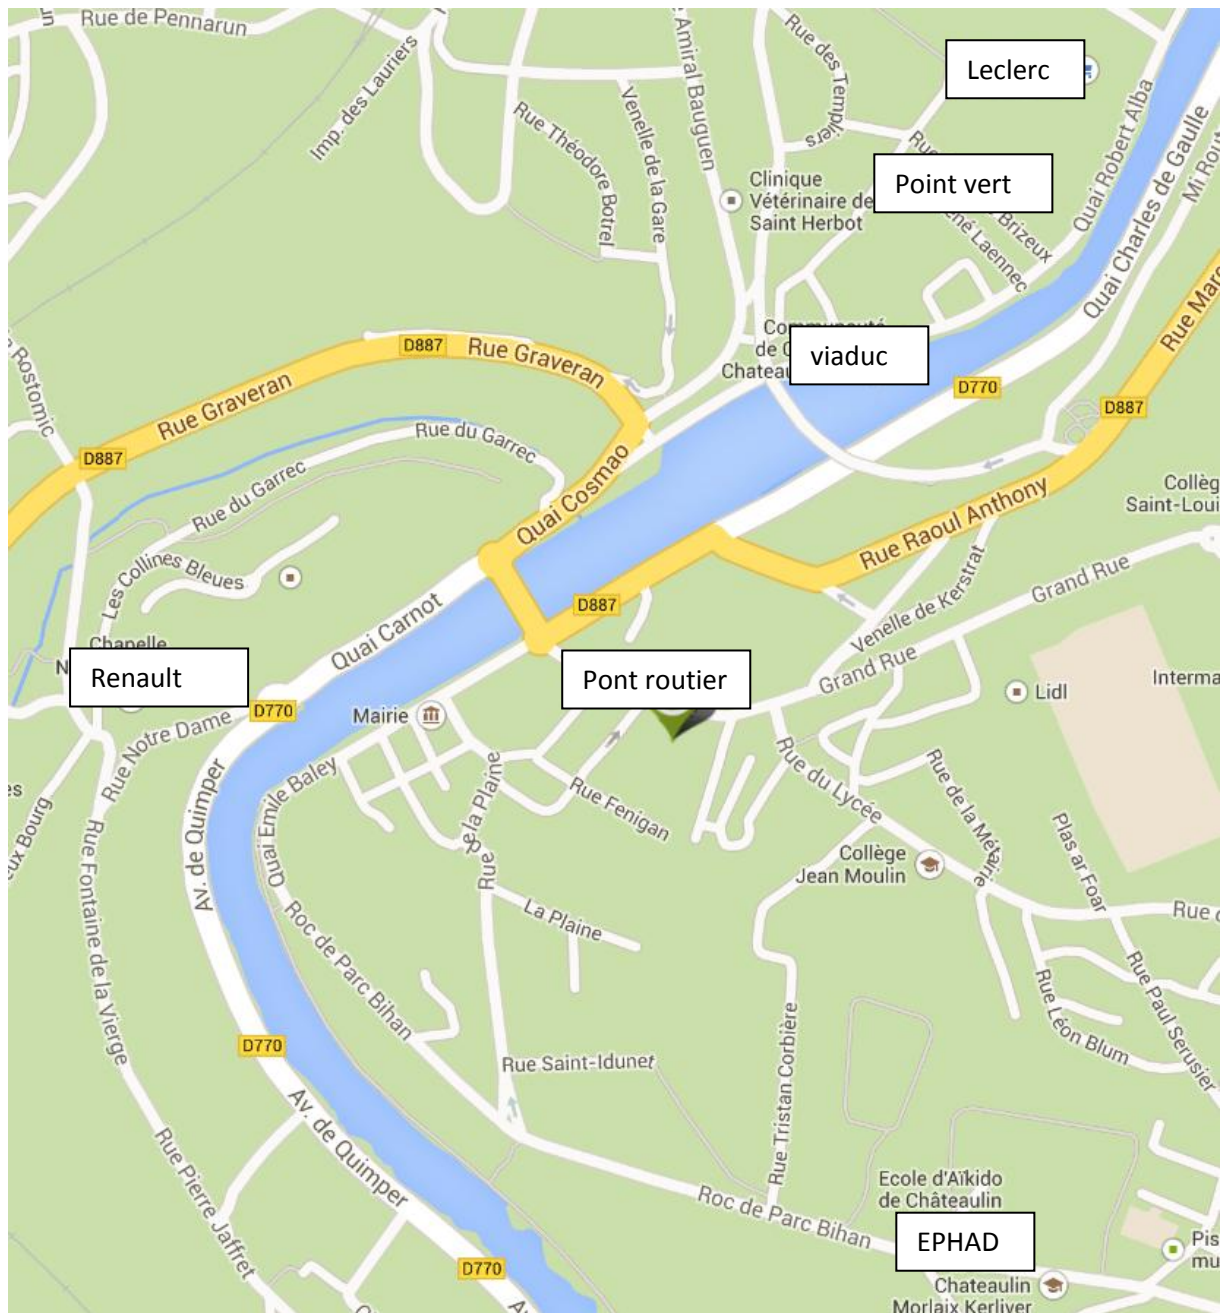 Rue de Pennarun
Imp. des Lauriers
Amiral Bauguen
Rue des Templiers
Leclerc
Rue Théodore Botrel
Venelle de la Gare
Quai Robert Alba
Quai Charles de Gaulle
Clinique
Vétérinaire de
Saint Herbot
Point vert
Brizeux
Laennec
Rue Graveran
D887
Rue Graveran
viaduc
de
D770
D887
Rostomic
D887
Rue du Garrec
Rue du Garrec
Quai Cosmao
Rue Raoul Anthony
Les Collines Bleues
Quai Carnot
D887
Venelle de Kerstrat
Grand Rue
Grand Rue
Chapelle
Renault
Pont routier
Lidl
D770
Mairie
Rue Notre Dame
Av. de Quimper
Quai Emile Baley
Rue de la Plaine
Rue Fenigan
Rue du Lycée
Rue de la Métairie
Plas ar Foar
Collège
Jean Moulin
Rue Fontaine de la Vierge
Roc de Parc Bihan
La Plaine
Rue Léon Blum
Rue Paul Serusier
D770
Rue Saint-Idunet
Rue Tristan Corbière
Av. de Quimper
Rue Pierre Jaffret
Roc de Parc Bihan
Ecole d'Aïkido
de Châteaulin
EPHAD
D770
Chateaulin
Morlaix Kerliver